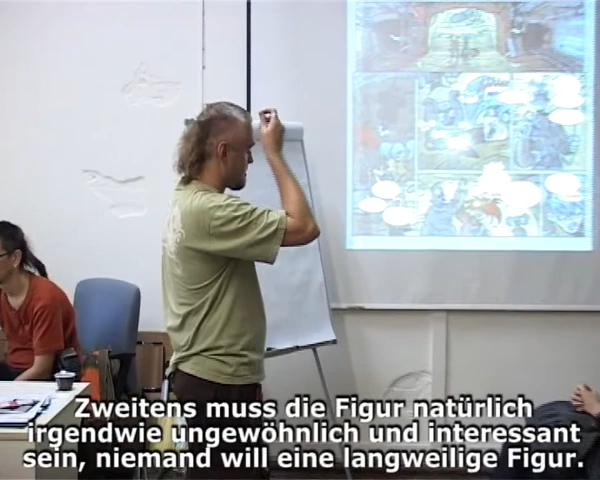 Zweitens muss die Figur natürlich
irgendwie ungewöhnlich und interessant
sein, niemand will eine langweilige Figur.